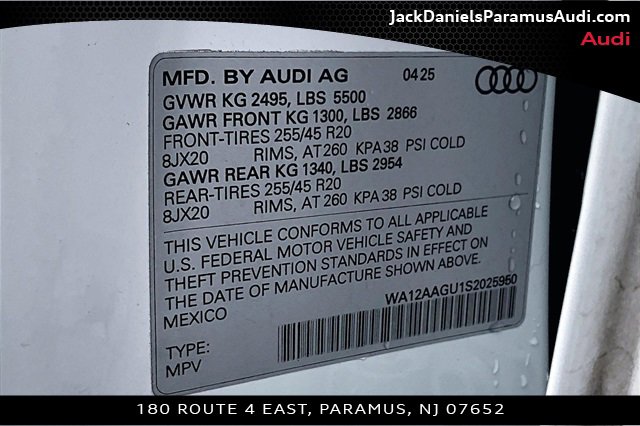 JackDanielsParamusAudi.com
Audi
MFD. BY AUDI AG 04 25
GVWR KG 2495, LBS 5500
GAWR FRONT KG 1300, LBS 2866
FRONT-TIRES 255/45 R20
8JX20 RIMS, AT 260 KPA 38 PSI COLD
GAWR REAR KG 1340, LBS 2954
REAR-TIRES 255/45 R20
8JX20 RIMS, AT 260 KPA 38 PSI COLD
THIS VEHICLE CONFORMS TO ALL APPLICABLE
U.S. FEDERAL MOTOR VEHICLE SAFETY AND
THEFT PREVENTION STANDARDS IN EFFECT ON
THE DATE OF MANUFACTURE SHOWN ABOVE.
MEXICO WA12AAGU1S2025950
TYPE:
MPV
180 ROUTE 4 EAST, PARAMUS, NJ 07652